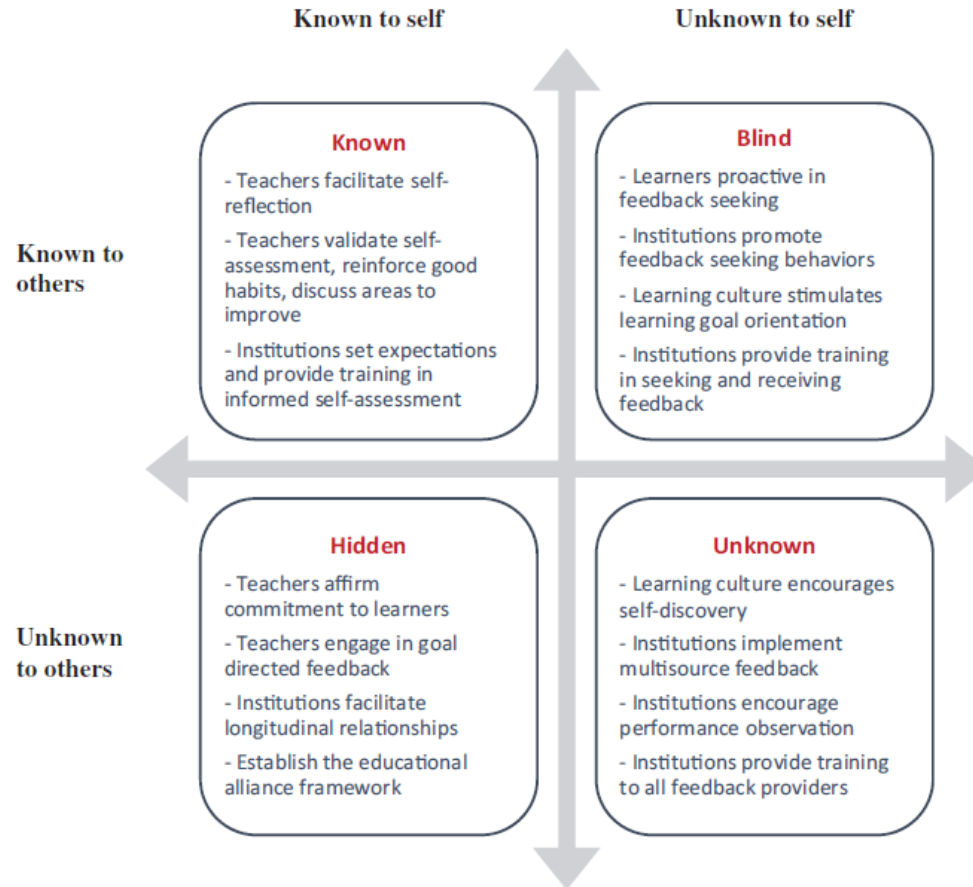 Known to self
Unknown to self
Known to
others
Known
- Teachers facilitate self-
reflection
- Teachers validate self-
assessment, reinforce good
habits, discuss areas to
improve
- Institutions set expectations
and provide training in
informed self-assessment
Blind
- Learners proactive in
feedback seeking
- Institutions promote
feedback seeking behaviors
- Learning culture stimulates
learning goal orientation
- Institutions provide training
in seeking and receiving
feedback
Unknown
to others
Hidden
- Teachers affirm
commitment to learners
- Teachers engage in goal
directed feedback
- Institutions facilitate
longitudinal relationships
- Establish the educational
alliance framework
Unknown
- Learning culture encourages
self-discovery
- Institutions implement
multisource feedback
- Institutions encourage
performance observation
- Institutions provide training
to all feedback providers